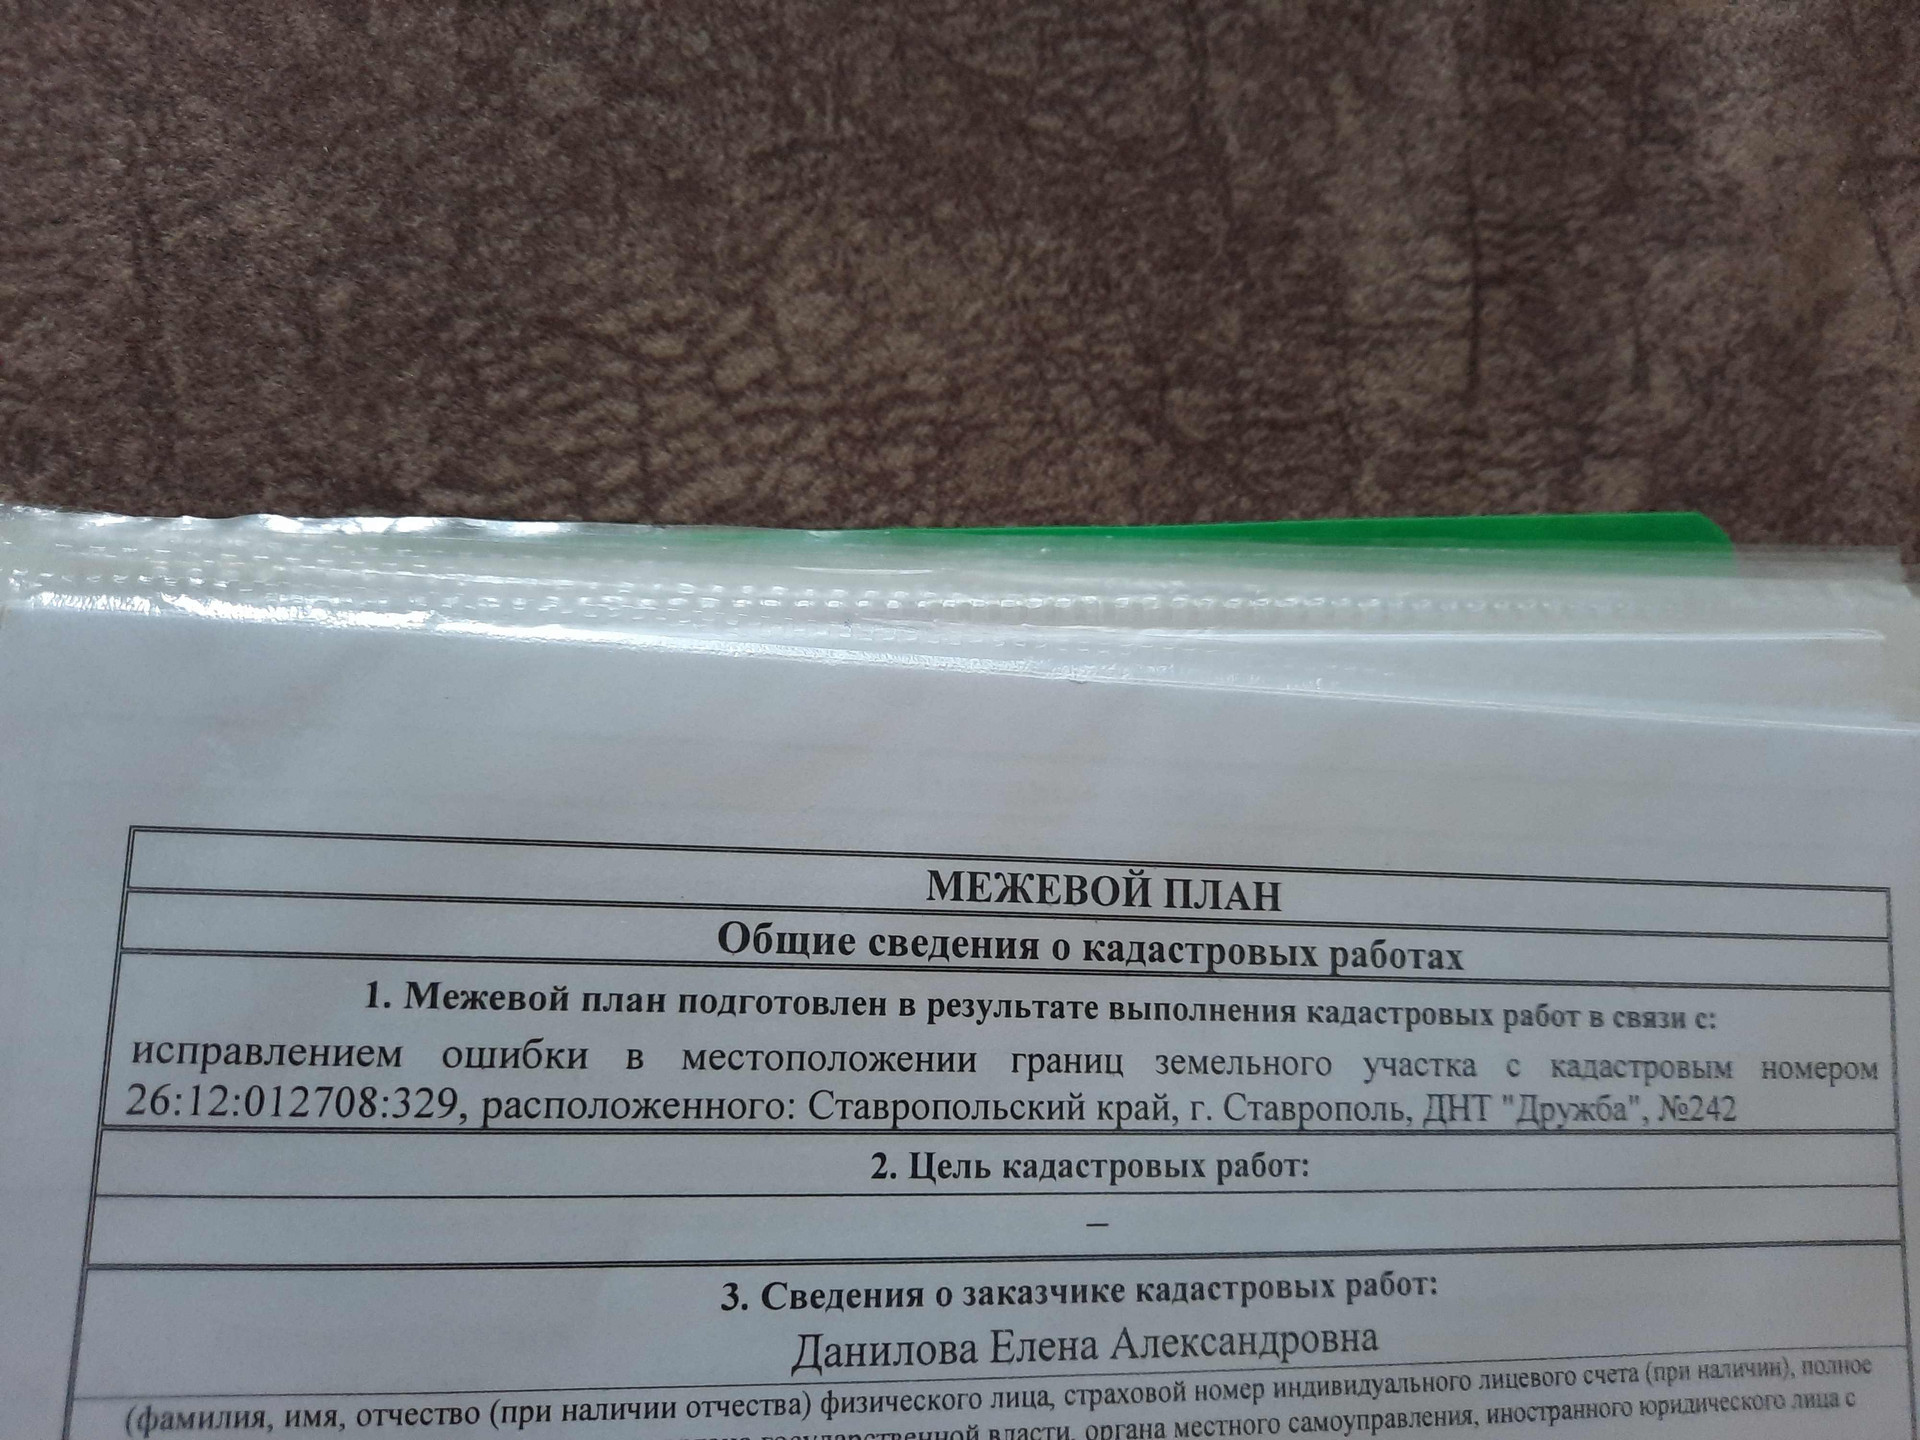 МЕЖЕВОЙ ПЛАН
Общие сведения о кадастровых работах
1. Межевой план подготовлен в результате выполнения кадастровых работ в связи с:
исправлением ошибки в местоположении границ земельного участка с кадастровым номером
26:12:012708:329, расположенного: Ставропольский край, г. Ставрополь, ДНТ "Дружба", №242
2. Цель кадастровых работ:
–
3. Сведения о заказчике кадастровых работ:
Данилова Елена Александровна
(фамилия, имя, отчество (при наличии отчества) физического лица, страховой номер индивидуального лицевого счета (при наличии), полное
государственной власти, органа местного самоуправления, иностранного юридического лица с